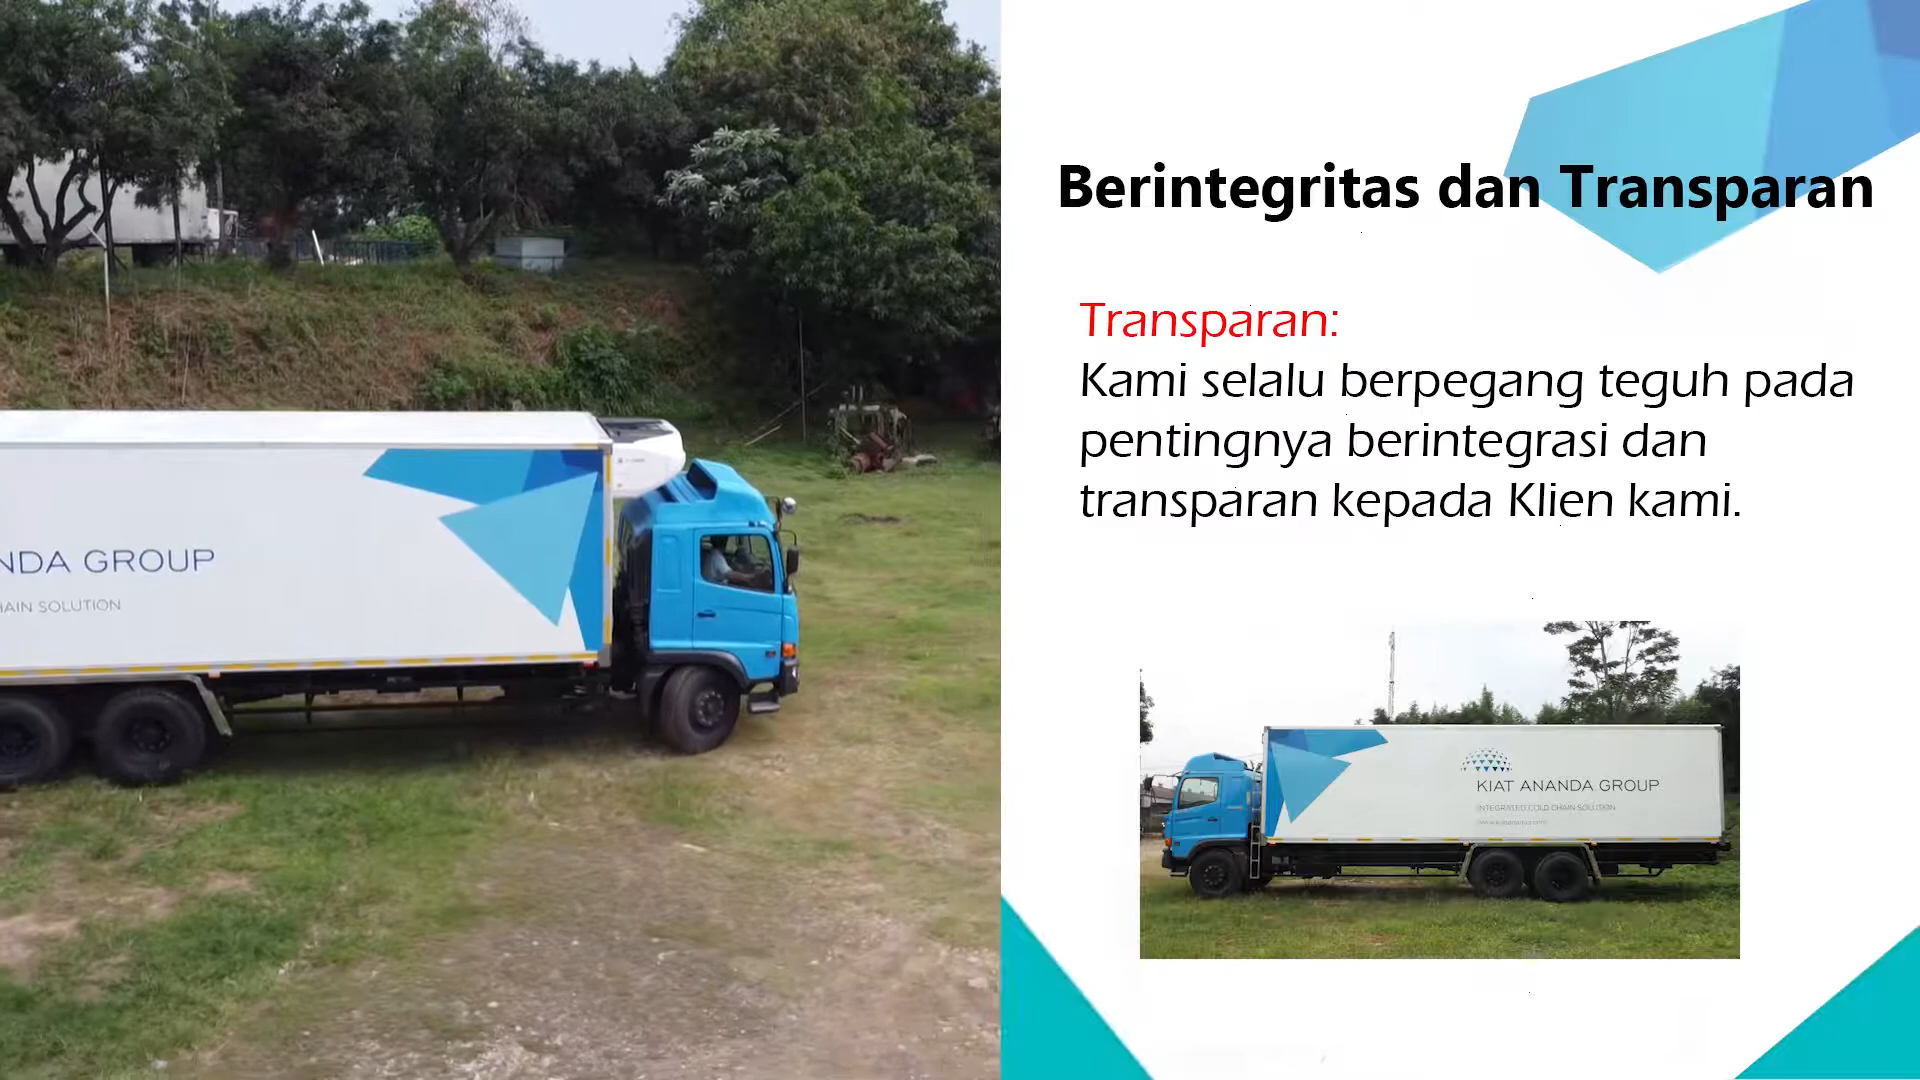 Berintegritas dan Transparan
Transparan:
Kami selalu berpegang teguh pada
pentingnya berintegrasi dan
transparan kepada Klien kami.
NDA GROUP
HAIN SOLUTION
KIAT ANANDA GROUP
INTEGRATED COLD CHAIN SOLUTION